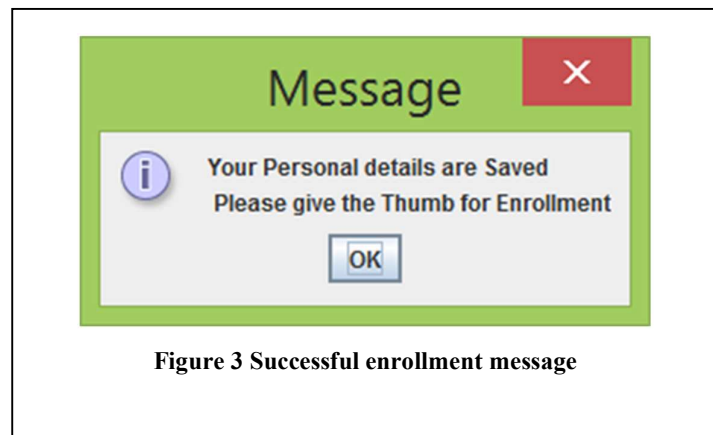 Message
Your Personal details are Saved
Please give the Thumb for Enrollment
OK
Figure 3 Successful enrollment message